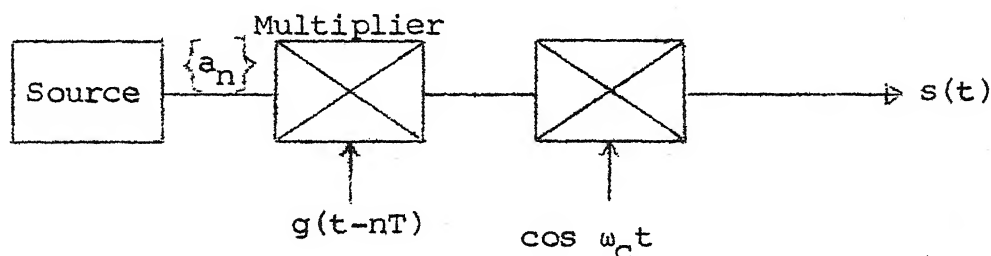 Multiplier
{a_n}
Source
s(t)
g(t-nT)
cos ω_c t